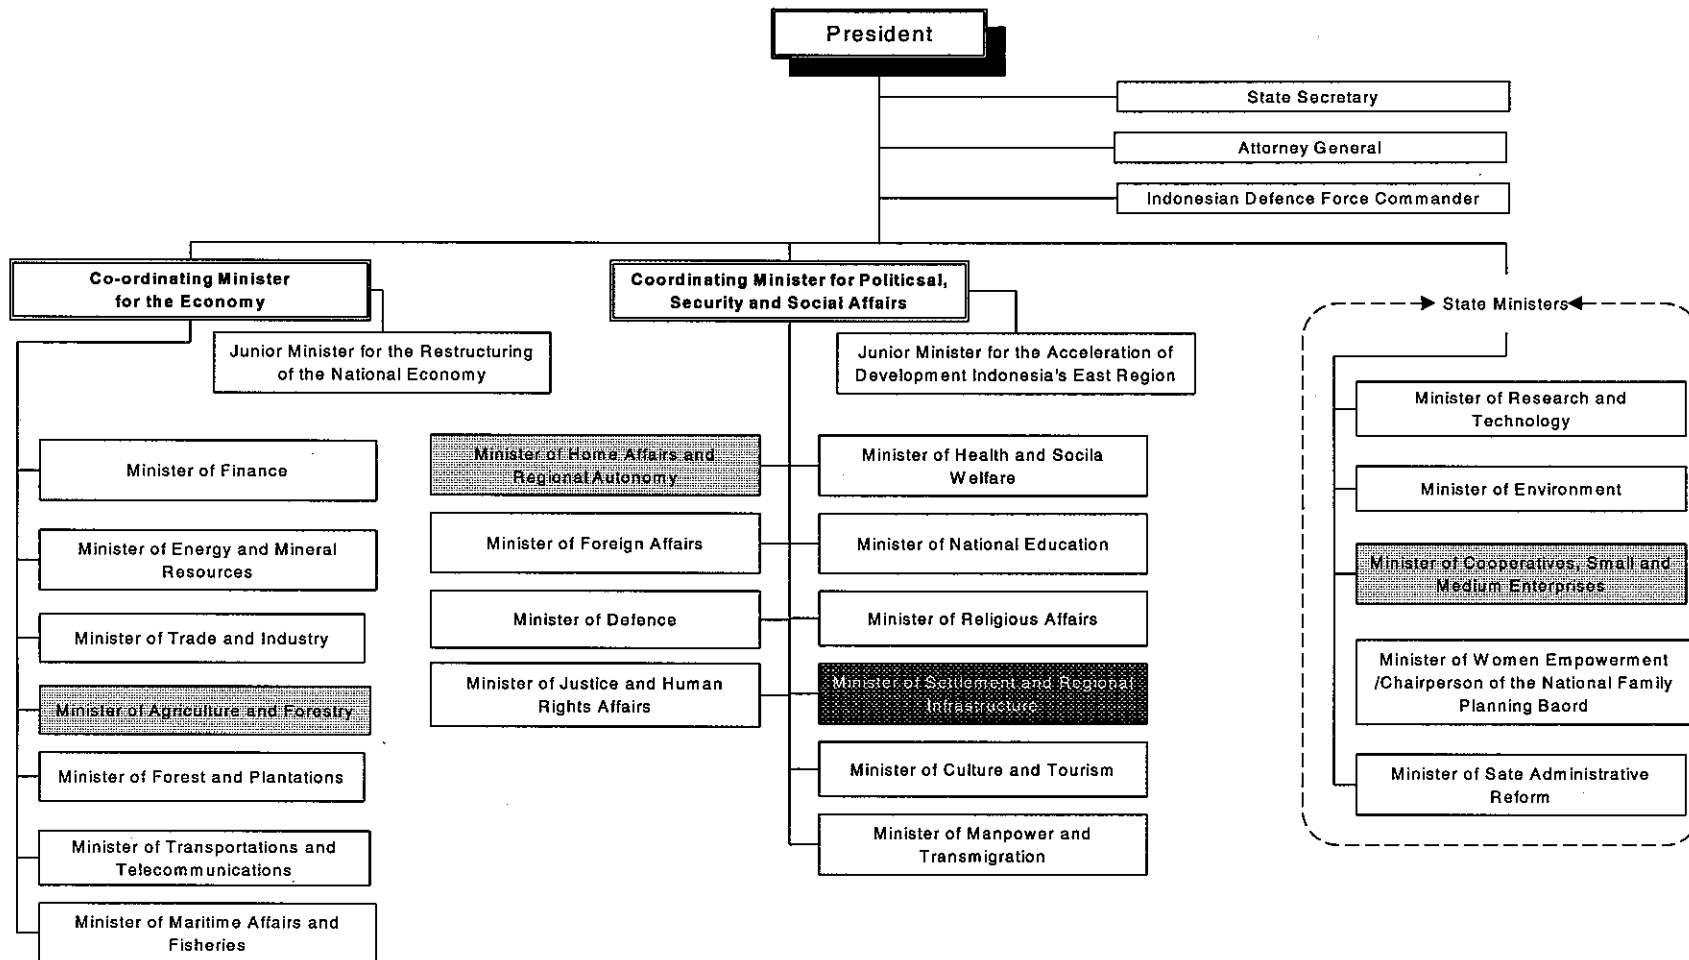 President
State Secretary
Attorney General
Indonesian Defence Force Commander
Co-ordinating Minister
for the Economy
Junior Minister for the Restructuring
of the National Economy
Minister of Finance
Minister of Energy and Mineral
Resources
Minister of Trade and Industry
Minister of Agriculture and Forestry
Minister of Forest and Plantations
Minister of Transportations and
Telecommunications
Minister of Maritime Affairs and
Fisheries
Coordinating Minister for Politicsal,
Security and Social Affairs
Junior Minister for the Acceleration of
Development Indonesia's East Region
Minister of Home Affairs and
Regional Autonomy
Minister of Foreign Affairs
Minister of Defence
Minister of Justice and Human
Rights Affairs
Minister of Health and Socila
Welfare
Minister of National Education
Minister of Religious Affairs
Minister of Settlement and Regional
Infrastructure
Minister of Culture and Tourism
Minister of Manpower and
Transmigration
State Ministers
Minister of Research and
Technology
Minister of Environment
Minister of Cooperatives, Small and
Medium Enterprises
Minister of Women Empowerment
/Chairperson of the National Family
Planning Baord
Minister of Sate Administrative
Reform